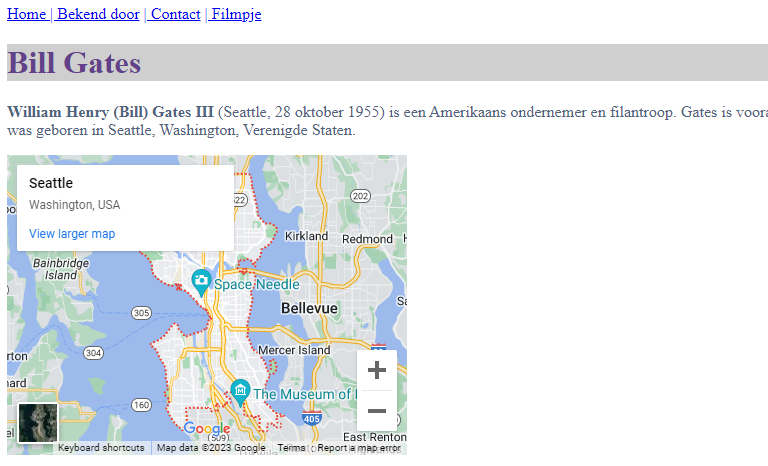 Home | Bekend door | Contact | Filmpje
Bill Gates
William Henry (Bill) Gates III (Seattle, 28 oktober 1955) is een Amerikaans ondernemer en filantroop. Gates is
was geboren in Seattle, Washington, Verenigde Staten.
Seattle
Washington, USA
View larger map
522
202
Kirkland
Redmond
Bainbridge
Island
Space Needle
305
Bellevue
304
Mercer Island
160
The Museum of
405
Google
509
East Renton
Keyboard shortcuts
Map data ©2023 Google
Terms
Report a map error